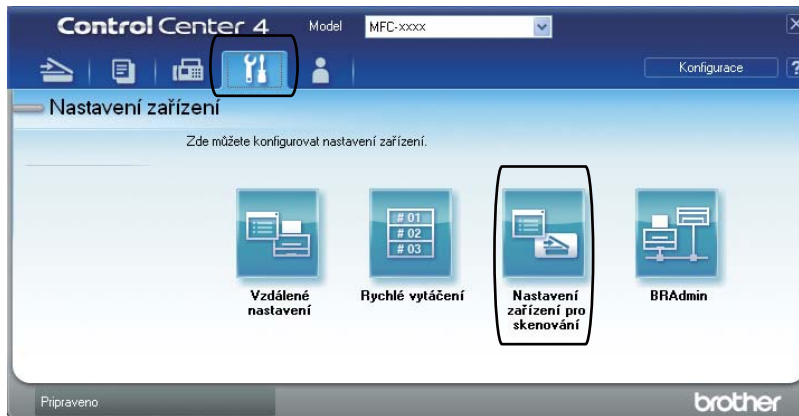 Control Center 4 Model MFC-xxxx
Konfigurace ?
Nastavení zařízení
Zde můžete konfigurovat nastavení zařízení.
# 01
# 02
# 03
Vzdálené
nastavení
Rychlé vytáčení
Nastavení
zařízení pro
skenování
BRAdmin
Pripraveno
brother